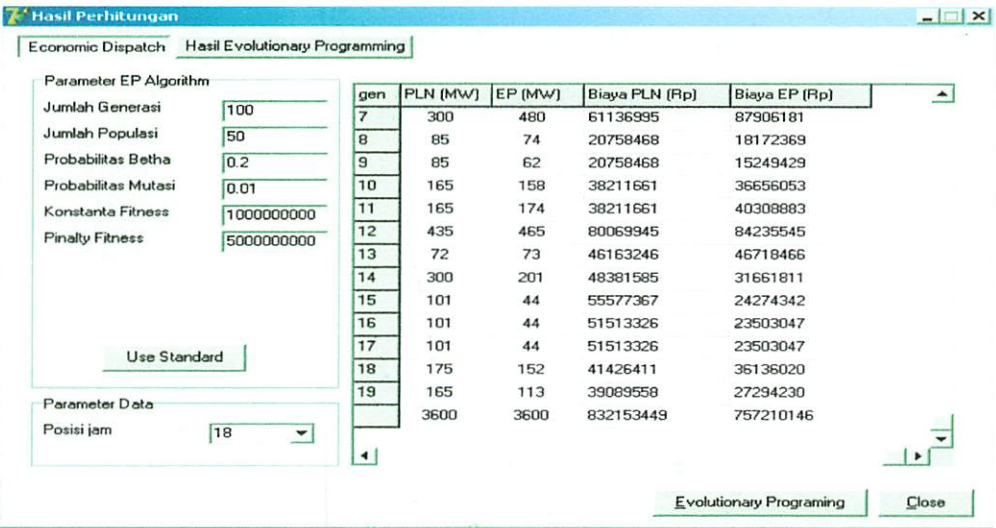 Hasil Perhitungan
Economic Dispatch Hasil Evolutionary Programming
Parameter EP Algorithm
Jumlah Generasi 100
Jumlah Populasi 50
Probabilitas Betha 0.2
Probabilitas Mutasi 0.01
Konstanta Fitness 1000000000
Pinalty Fitness 5000000000
Use Standard
Parameter Data
Posisi jam 18
gen PLN (MW) EP (MW) Biaya PLN (Rp) Biaya EP (Rp)
7 300 480 61136995 87906181
8 85 74 20758468 18172369
9 85 62 20758468 15249429
10 165 158 38211661 36656053
11 165 174 38211661 40308883
12 435 465 80069945 84235545
13 72 73 46163246 46718466
14 300 201 48381585 31661811
15 101 44 55577367 24274342
16 101 44 51513326 23503047
17 101 44 51513326 23503047
18 175 152 41426411 36136020
19 165 113 39089558 27294230
3600 3600 832153449 757210146
Evolutionary Programing Close